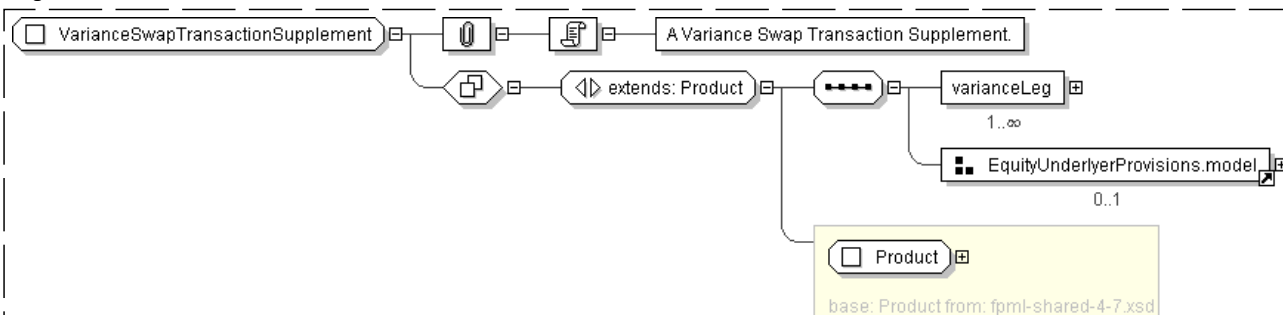 VarianceSwapTransactionSupplement
A Variance Swap Transaction Supplement.
extends: Product
varianceLeg
1..∞
EquityUnderlyerProvisions.model
0..1
Product
base: Product from: fpml-shared-4-7.xsd